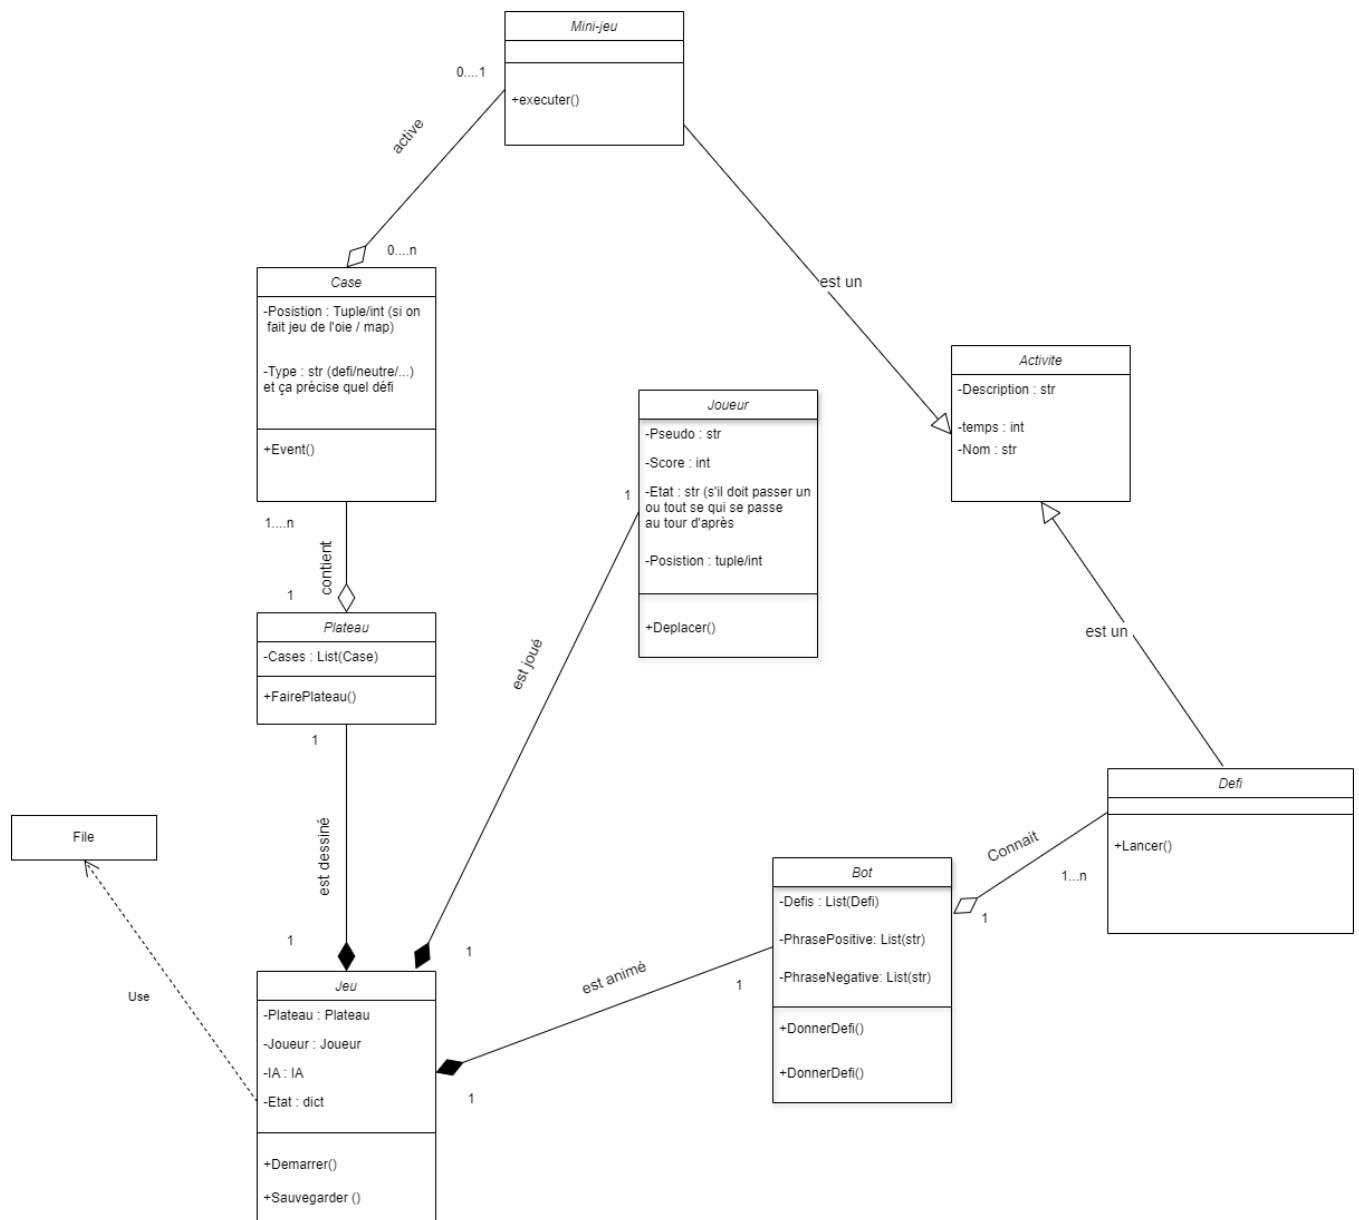 Mini-jeu
+executer()
0....1
active
0....n
Case
-Posistion : Tuple/int (si on
fait jeu de l'oie / map)
-Type : str (defi/neutre/...)
et ça précise quel défi
+Event()
1....n
contient
1
Plateau
-Cases : List(Case)
+FairePlateau()
1
est dessiné
1
est un
Activite
-Description : str
-temps : int
-Nom : str
Joueur
-Pseudo : str
-Score : int
-Etat : str (s'il doit passer un
ou tout se qui se passe
au tour d'après
-Posistion : tuple/int
+Deplacer()
1
est joué
1
est un
Defi
+Lancer()
Connait
1...n
1
Bot
-Defis : List(Defi)
-PhrasePositive: List(str)
-PhraseNegative: List(str)
+DonnerDefi()
+DonnerDefi()
est animé
1
1
File
Use
Jeu
-Plateau : Plateau
-Joueur : Joueur
-IA : IA
-Etat : dict
+Demarrer()
+Sauvegarder ()